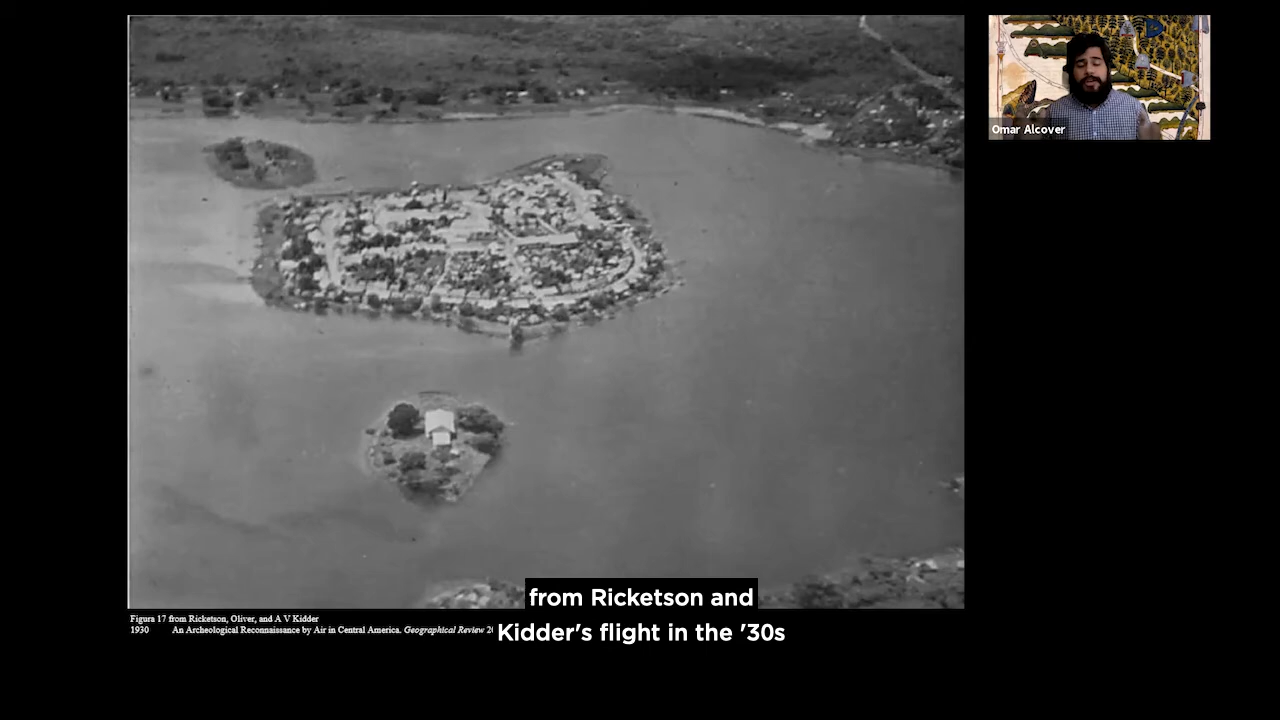 Omar Alcover
from Ricketson and
Kidder's flight in the '30s
Figura 17 from Ricketson, Oliver, and A V Kidder
1930 An Archeological Reconnaissance by Air in Central America. Geographical Review